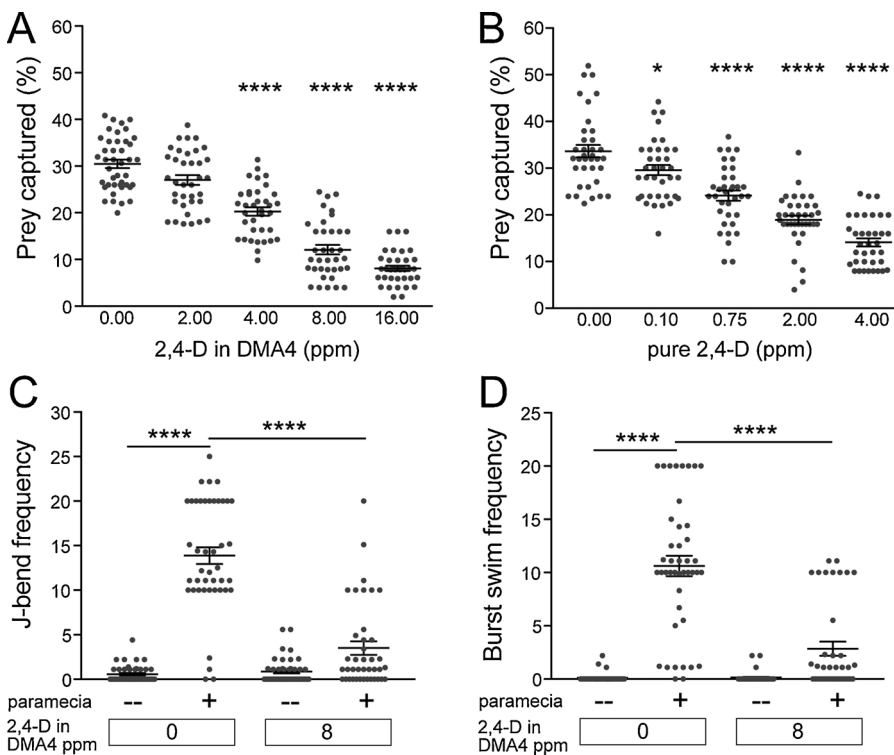 A
60
50
40
30
20
10
0
Prey captured (%)
**** **** ****
0.00 2.00 4.00 8.00 16.00
2,4-D in DMA4 (ppm)
B
60
50
40
30
20
10
0
Prey captured (%)
* **** **** ****
0.00 0.10 0.75 2.00 4.00
pure 2,4-D (ppm)
C
30
25
20
15
10
5
0
J-bend frequency
**** ****
paramecia -- + -- +
2,4-D in
DMA4 ppm
0 8
D
25
20
15
10
5
0
Burst swim frequency
**** ****
paramecia -- + -- +
2,4-D in
DMA4 ppm
0 8